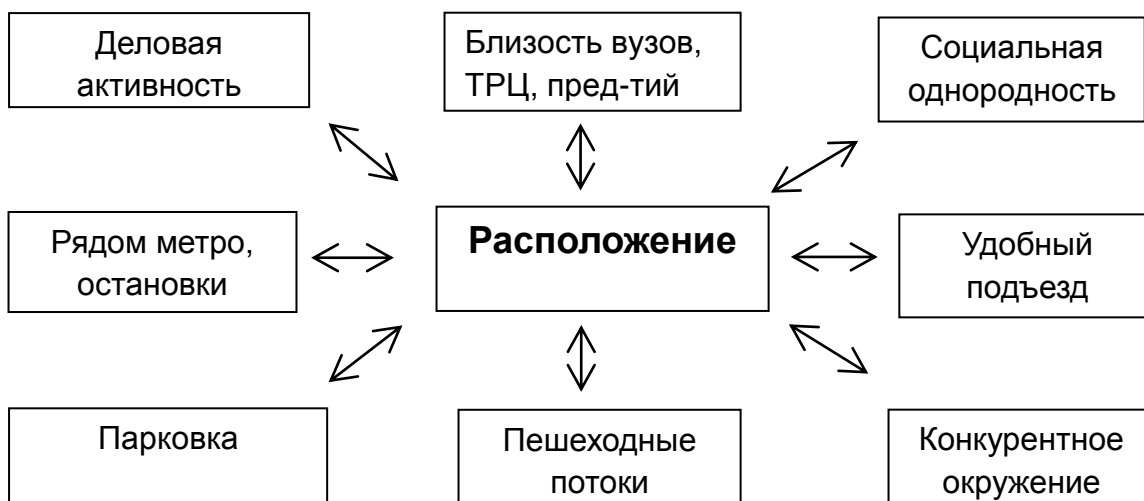 Деловая
активность
Близость вузов,
ТРЦ, пред-тий
Социальная
однородность
Рядом метро,
остановки
Расположение
Удобный
подъезд
Парковка
Пешеходные
потоки
Конкурентное
окружение